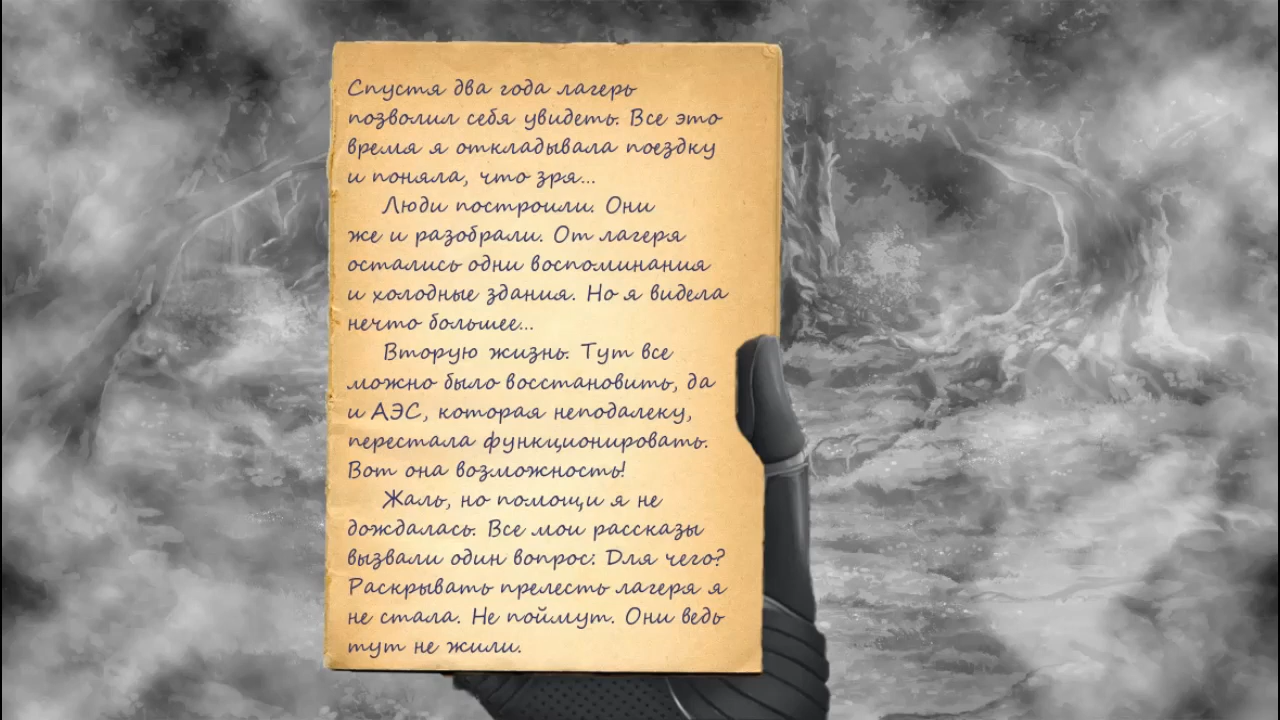 Спустя два года лагерь
позволил себя увидеть. Все это
время я откладывала поездку
и поняла, что зря...
Люди построили. Они
же и разобрали. От лагеря
остались одни воспоминания
и холодные здания. Но я видела
нечто большее...
Вторую жизнь. Тут все
можно было восстановить, да
и АЭС, которая неподалеку,
перестала функционировать.
Вот она возможность!
Жаль, но помощи я не
дождалась. Все мои рассказы
вызвали один вопрос: Для чего?
Раскрывать прелесть лагеря я
не стала. Не поймут. Они ведь
тут не жили.